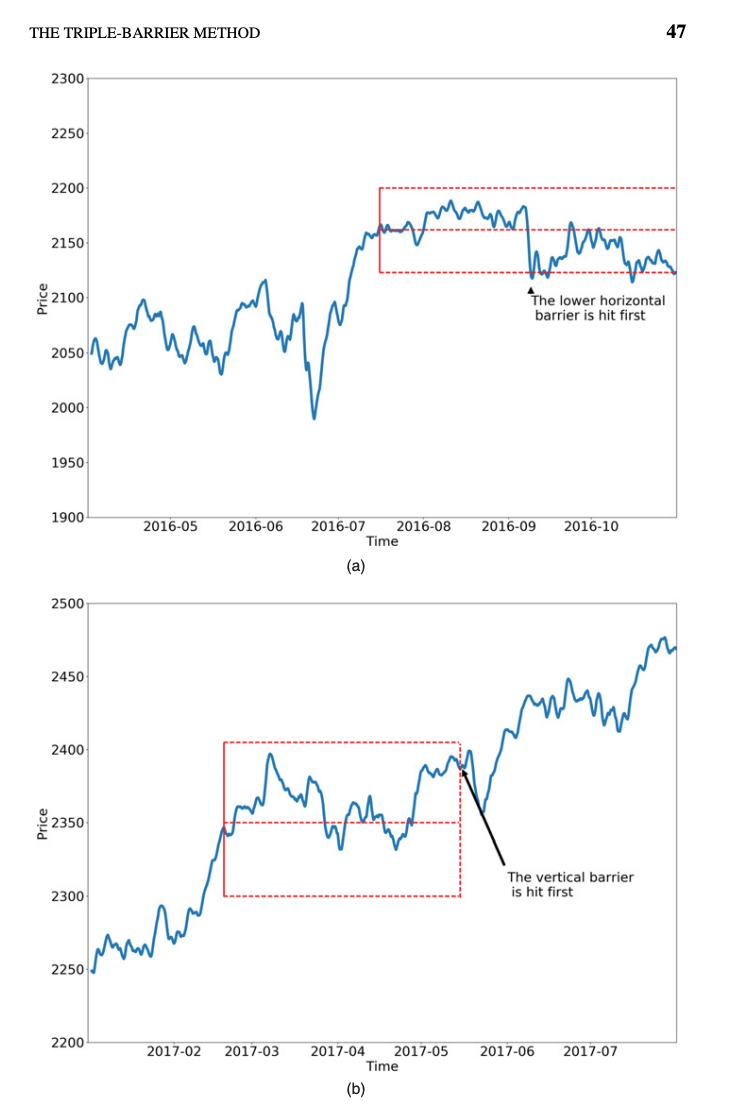 THE TRIPLE-BARRIER METHOD 47
2300
2250
2200
2150
2100
2050
2000
1950
1900
Price
The lower horizontal
barrier is hit first
2016-05 2016-06 2016-07 2016-08 2016-09 2016-10
Time
(a)
2500
2450
2400
2350
2300
2250
2200
Price
The vertical barrier
is hit first
2017-02 2017-03 2017-04 2017-05 2017-06 2017-07
Time
(b)